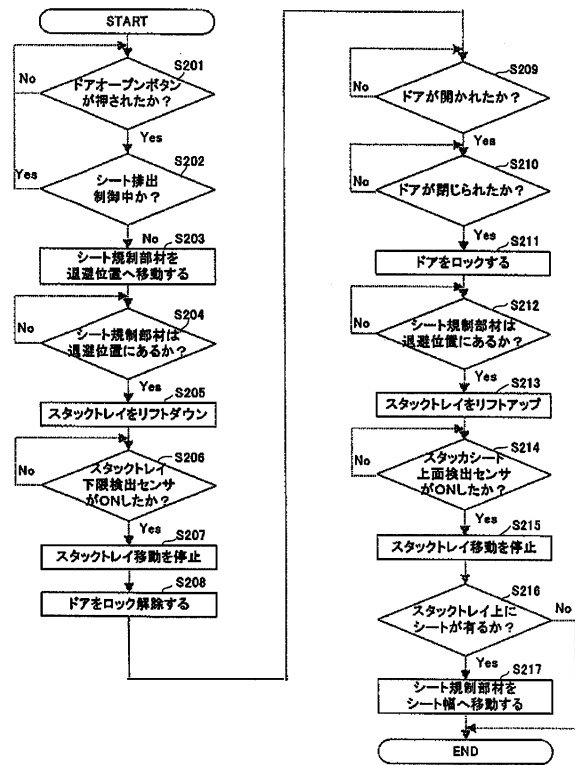 START
S201
ドアオープンボタン
が押されたか?
No
Yes
S202
シート排出
制御中か?
Yes
No
S203
シート規制部材を
退避位置へ移動する
S204
シート規制部材は
退避位置にあるか?
No
Yes
S205
スタックトレイをリフトダウン
S206
スタックトレイ
下限検出センサ
がONしたか?
No
Yes
S207
スタックトレイ移動を停止
S208
ドアをロック解除する
S209
ドアが開かれたか?
No
Yes
S210
ドアが閉じられたか?
No
Yes
S211
ドアをロックする
S212
シート規制部材は
退避位置にあるか?
No
Yes
S213
スタックトレイをリフトアップ
S214
スタッカシート
上面検出センサ
がONしたか?
No
Yes
S215
スタックトレイ移動を停止
S216
スタックトレイ上に
シートが有るか?
No
Yes
S217
シート規制部材を
シート幅へ移動する
END